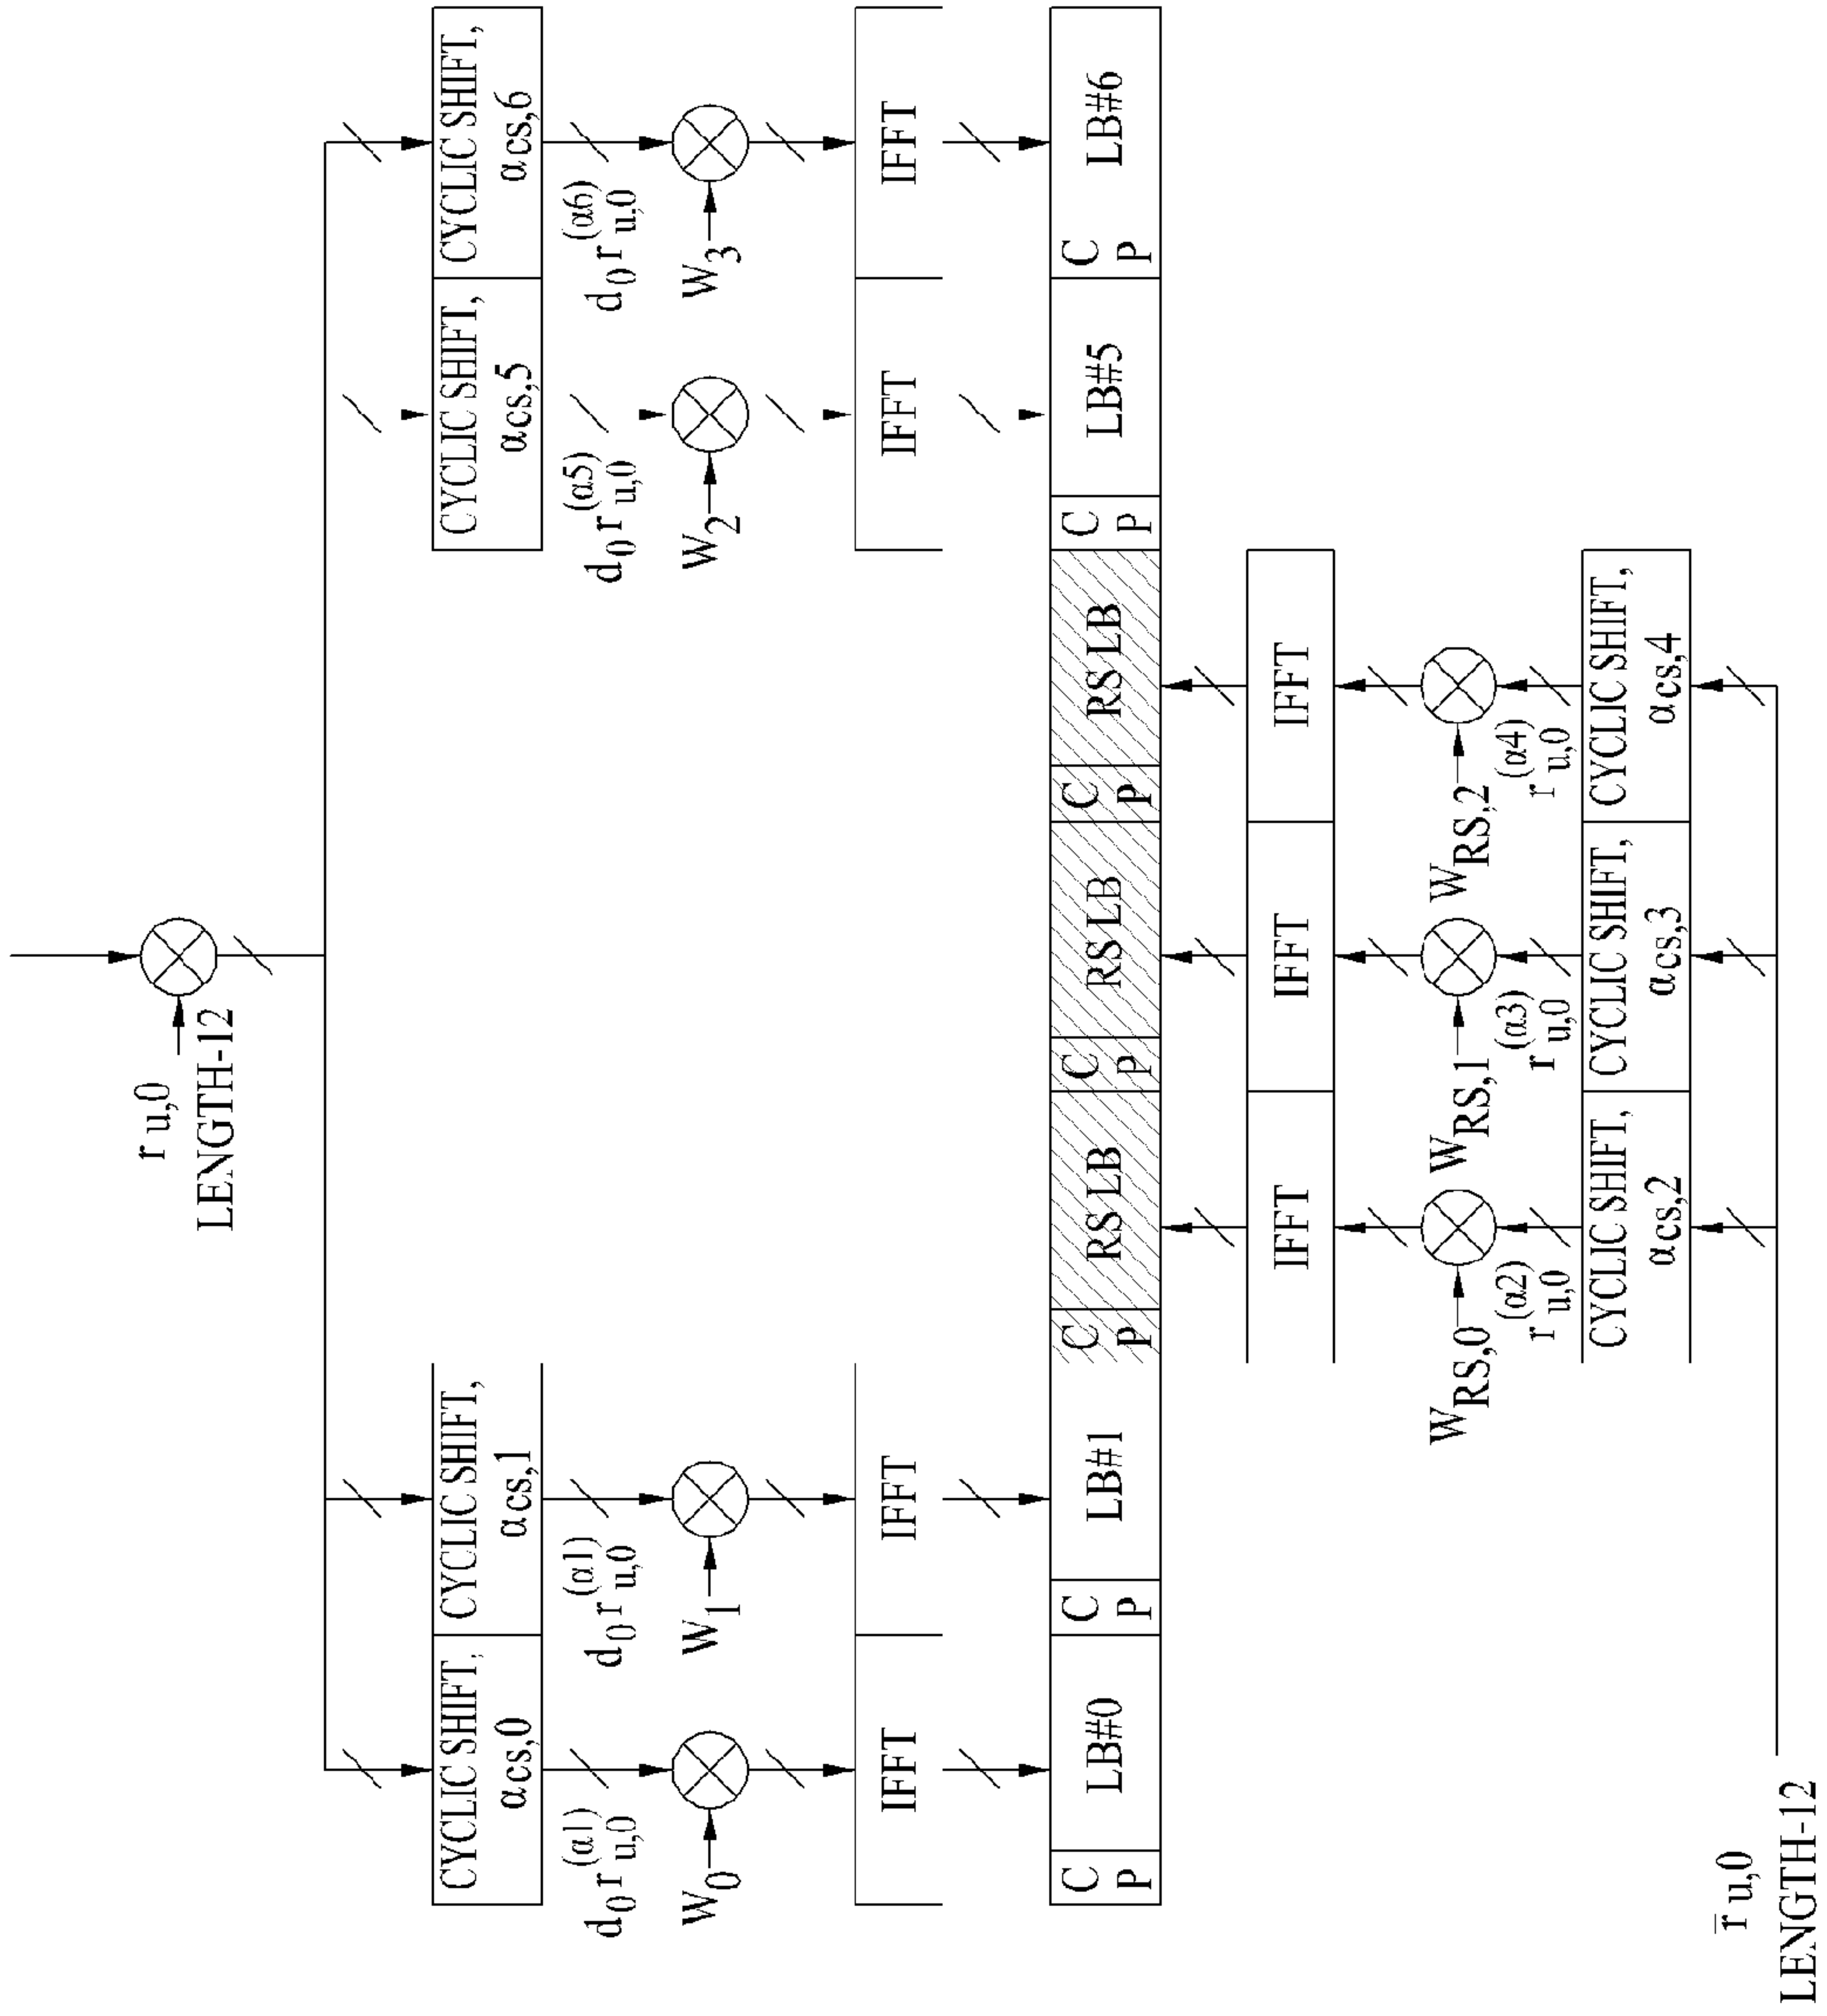 r u,0
LENGTH-12
CYCLIC SHIFT, αcs,0
CYCLIC SHIFT, αcs,1
CYCLIC SHIFT, αcs,5
CYCLIC SHIFT, αcs,6
d0 r u,0 (α1)
d0 r u,0 (α1)
d0 r u,0 (α5)
d0 r u,0 (α6)
W0
W1
W2
W3
IFFT
IFFT
IFFT
IFFT
CP
LB#0
CP
LB#1
CP
RS LB
CP
RS LB
CP
RS LB
CP
LB#5
CP
LB#6
IFFT
IFFT
IFFT
WRS,0
WRS,1
WRS,2
r u,0 (α2)
r u,0 (α3)
r u,0 (α4)
CYCLIC SHIFT, αcs,2
CYCLIC SHIFT, αcs,3
CYCLIC SHIFT, αcs,4
r̄ u,0
LENGTH-12